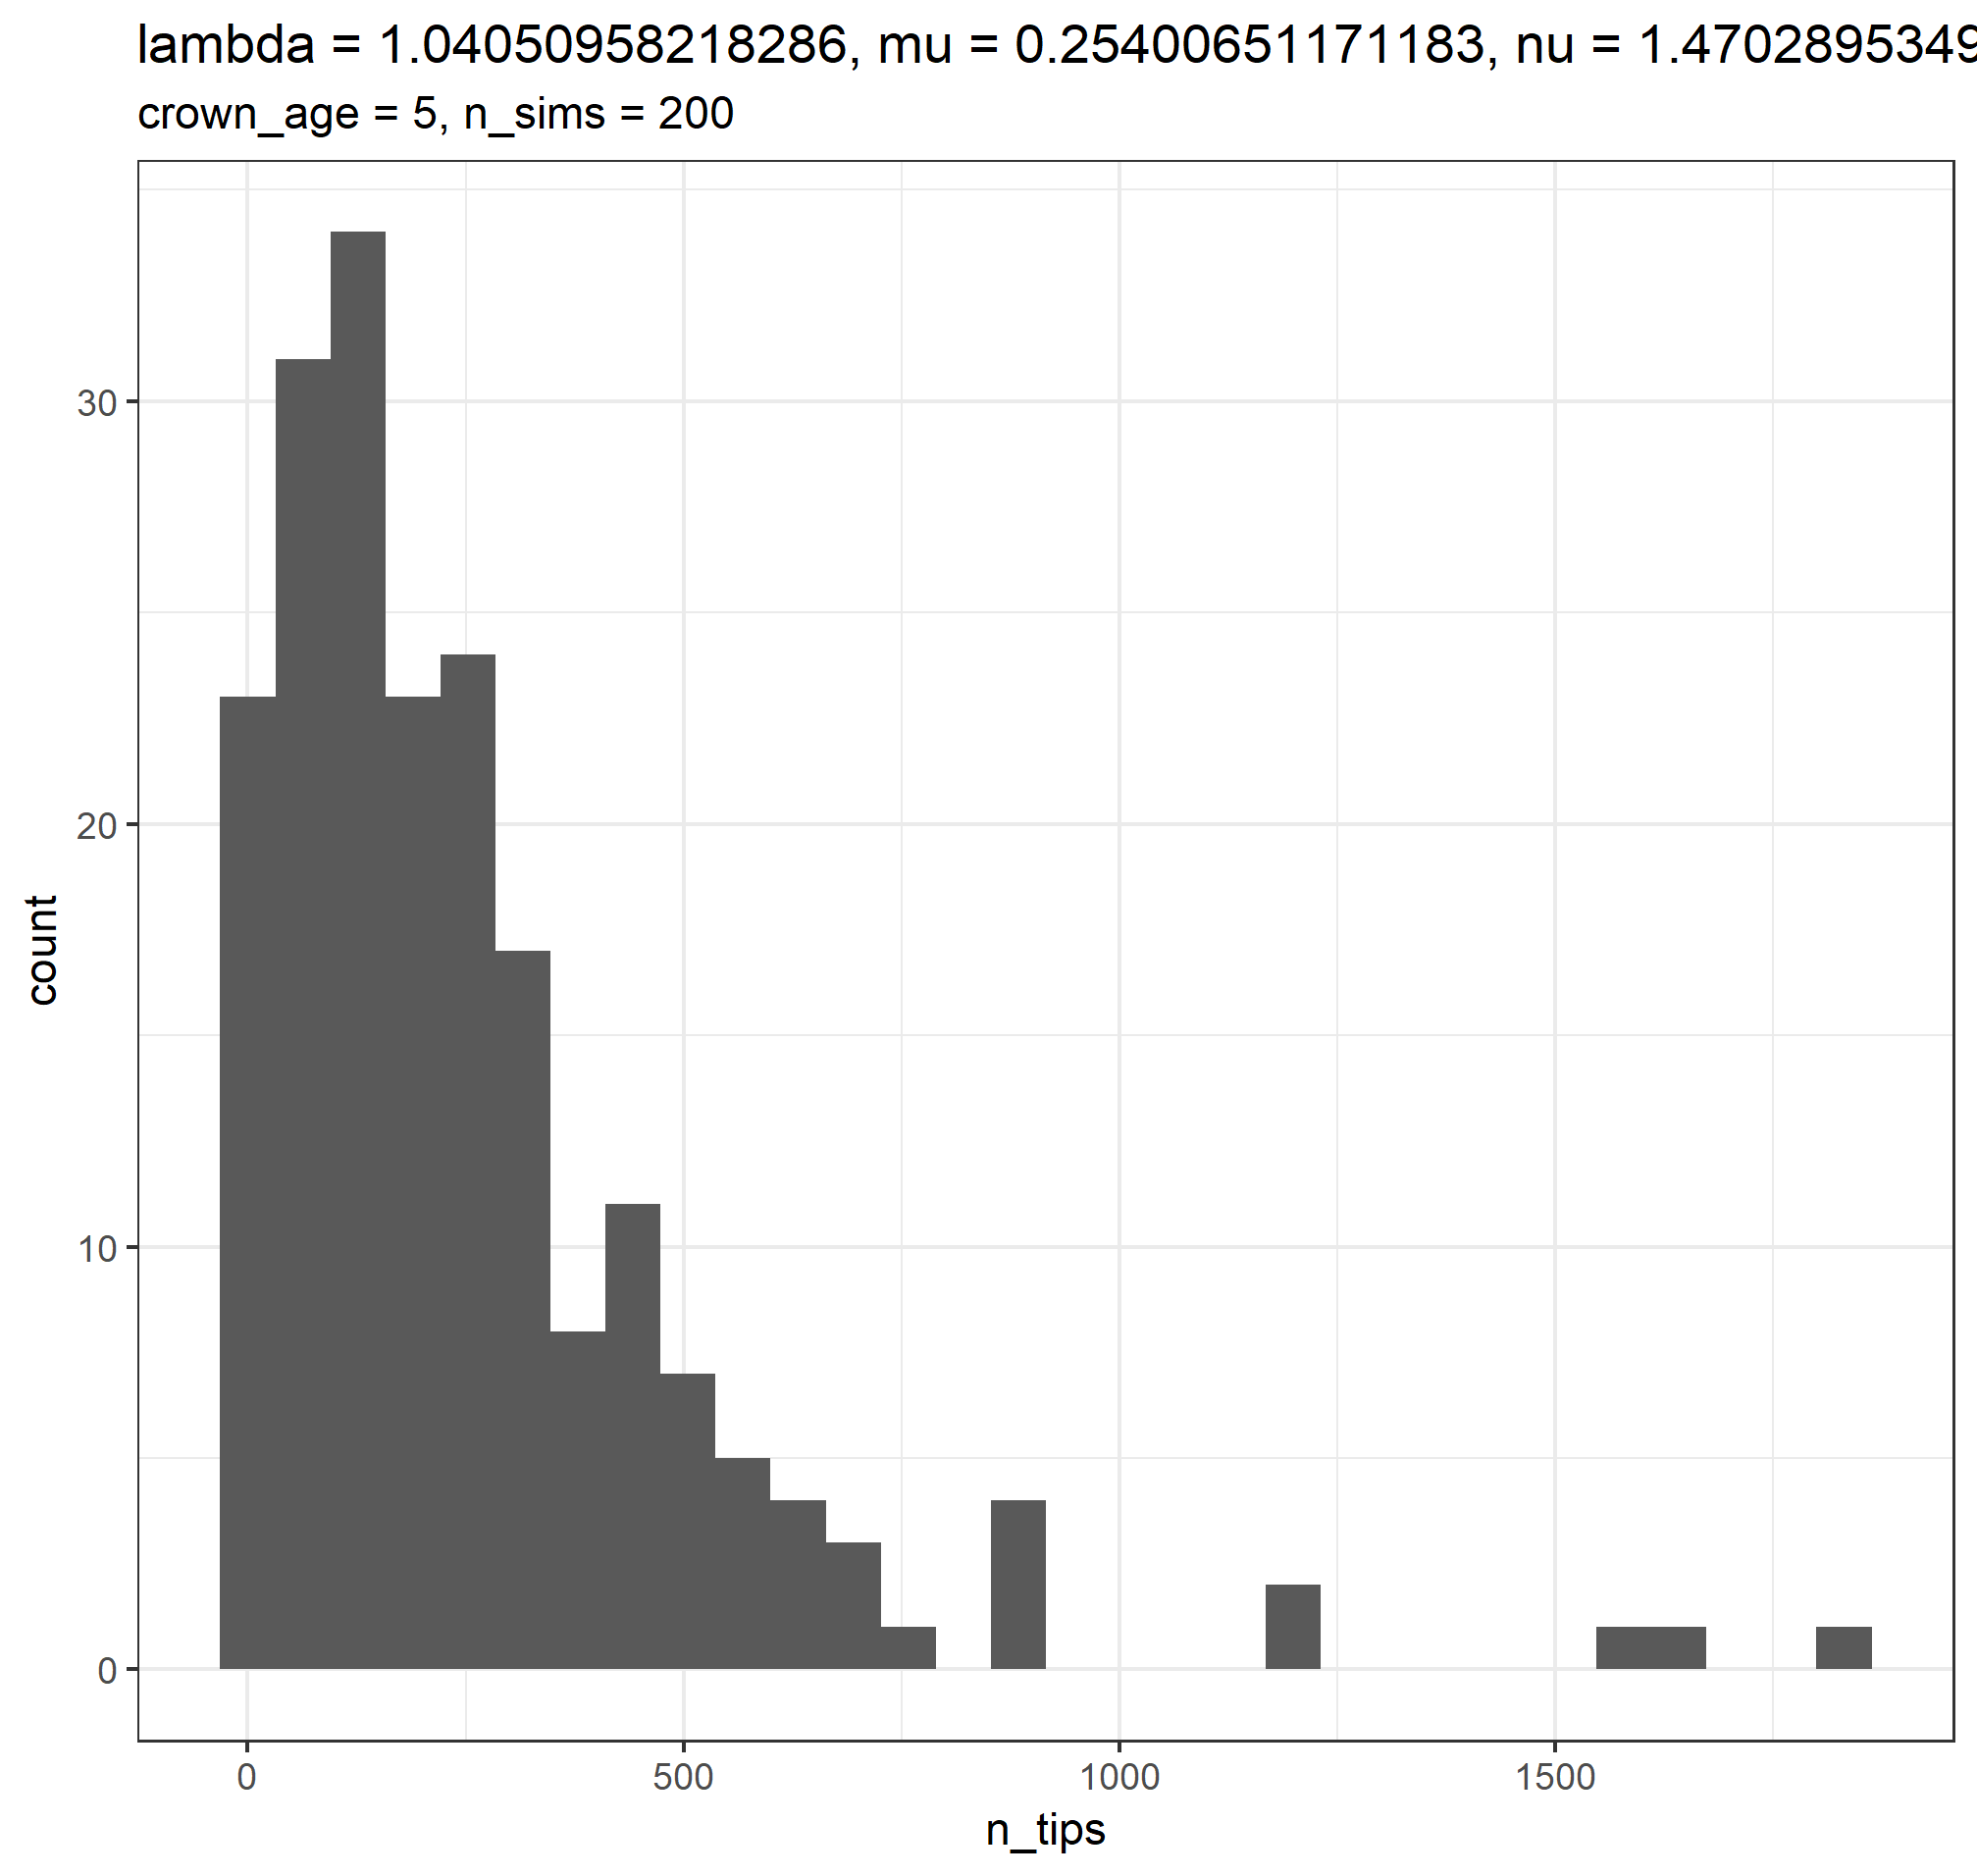 lambda = 1.04050958218286, mu = 0.25400651171183, nu = 1.4702895349
crown_age = 5, n_sims = 200
30
20
10
0
count
0 500 1000 1500
n_tips